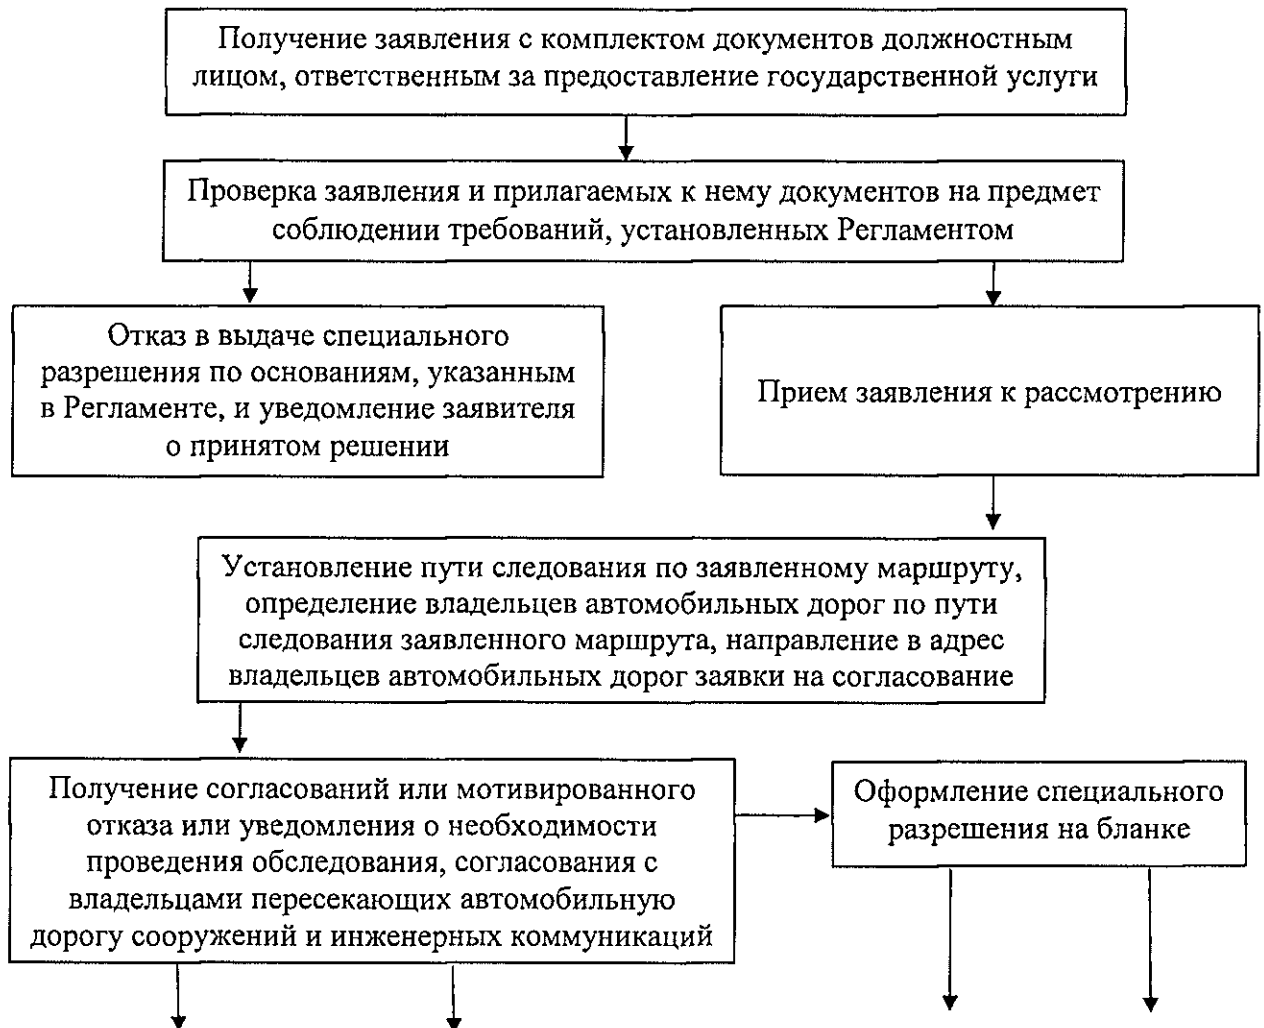 Получение заявления с комплектом документов должностным
лицом, ответственным за предоставление государственной услуги
Проверка заявления и прилагаемых к нему документов на предмет
соблюдении требований, установленных Регламентом
Отказ в выдаче специального
разрешения по основаниям, указанным
в Регламенте, и уведомление заявителя
о принятом решении
Прием заявления к рассмотрению
Установление пути следования по заявленному маршруту,
определение владельцев автомобильных дорог по пути
следования заявленного маршрута, направление в адрес
владельцев автомобильных дорог заявки на согласование
Получение согласований или мотивированного
отказа или уведомления о необходимости
проведения обследования, согласования с
владельцами пересекающих автомобильную
дорогу сооружений и инженерных коммуникаций
Оформление специального
разрешения на бланке